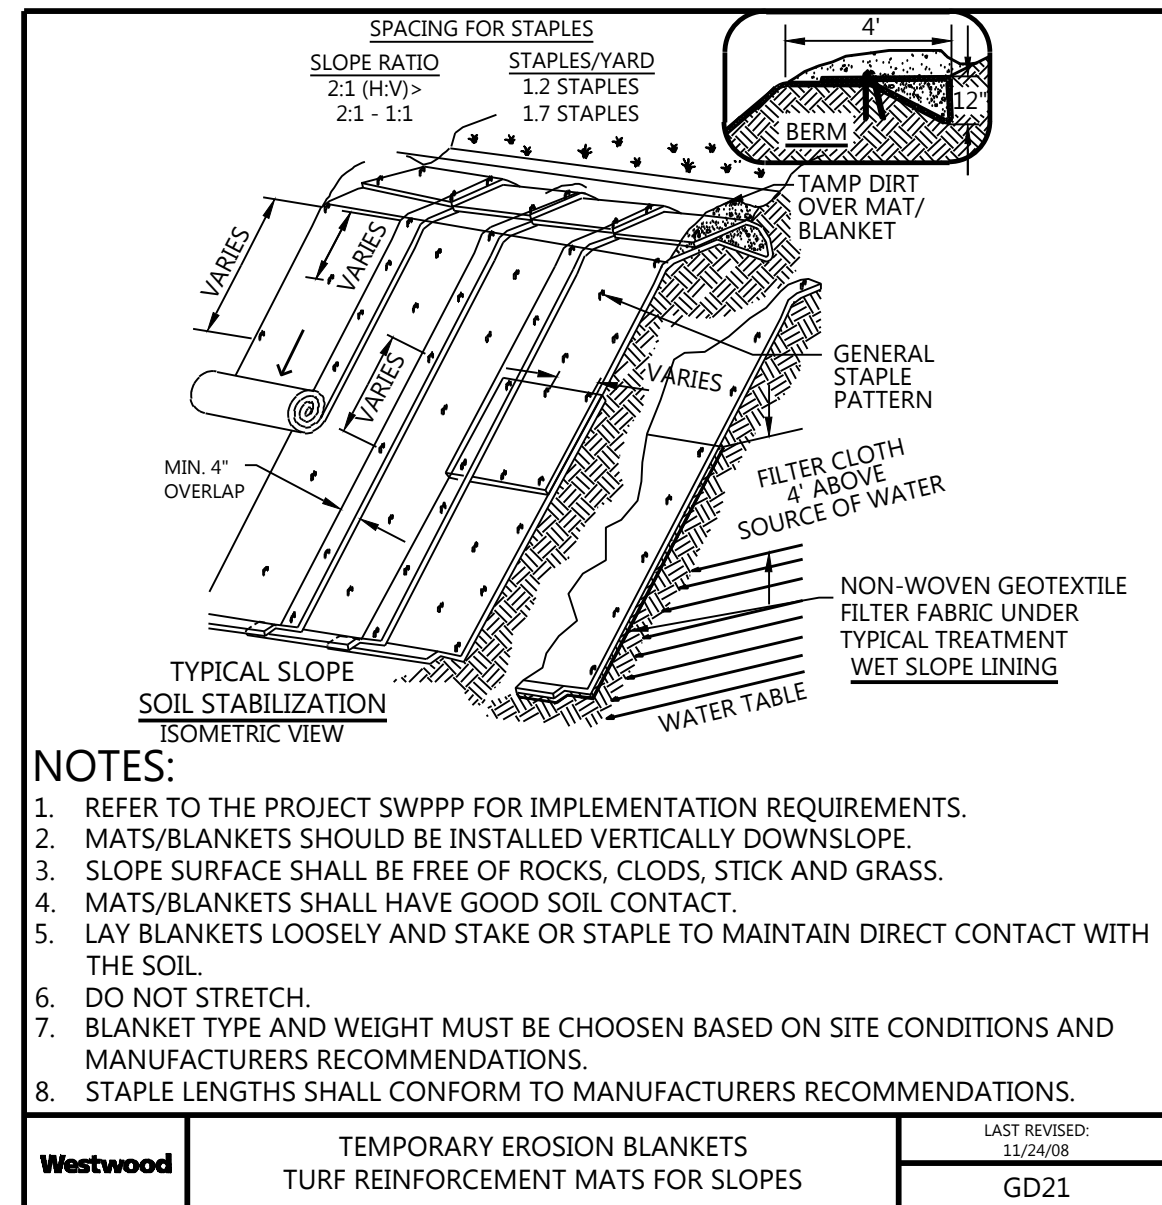 SPACING FOR STAPLES
SLOPE RATIO
STAPLES/YARD
2:1 (H:V)>
1.2 STAPLES
2:1 - 1:1
1.7 STAPLES
4'
12"
BERM
TAMP DIRT
OVER MAT/
BLANKET
VARIES
VARIES
VARIES
VARIES
GENERAL
STAPLE
PATTERN
MIN. 4"
OVERLAP
FILTER CLOTH
4' ABOVE
SOURCE OF WATER
NON-WOVEN GEOTEXTILE
FILTER FABRIC UNDER
TYPICAL TREATMENT
WET SLOPE LINING
WATER TABLE
TYPICAL SLOPE
SOIL STABILIZATION
ISOMETRIC VIEW
NOTES:
1. REFER TO THE PROJECT SWPPP FOR IMPLEMENTATION REQUIREMENTS.
2. MATS/BLANKETS SHOULD BE INSTALLED VERTICALLY DOWNSLOPE.
3. SLOPE SURFACE SHALL BE FREE OF ROCKS, CLODS, STICK AND GRASS.
4. MATS/BLANKETS SHALL HAVE GOOD SOIL CONTACT.
5. LAY BLANKETS LOOSELY AND STAKE OR STAPLE TO MAINTAIN DIRECT CONTACT WITH
THE SOIL.
6. DO NOT STRETCH.
7. BLANKET TYPE AND WEIGHT MUST BE CHOOSEN BASED ON SITE CONDITIONS AND
MANUFACTURERS RECOMMENDATIONS.
8. STAPLE LENGTHS SHALL CONFORM TO MANUFACTURERS RECOMMENDATIONS.
Westwood
TEMPORARY EROSION BLANKETS
TURF REINFORCEMENT MATS FOR SLOPES
LAST REVISED:
11/24/08
GD21